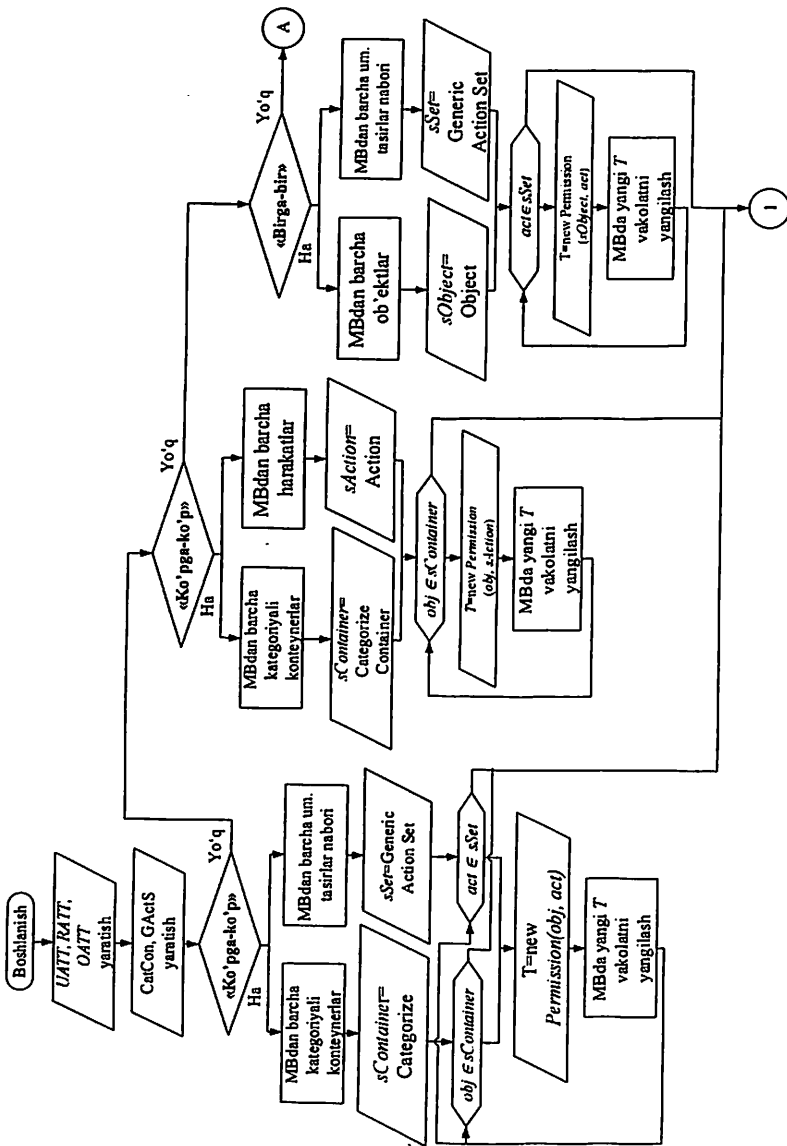 Boshlanish
UATT, RATT,
OATT
yaratish
CatCon, GActS
yaratish
«Ko'pga-ko'p»
Yo'q
Ha
MBdan barcha
kategoriyali
konteynerlar
MBdan barcha um.
tasirlar nabori
sContainer=
Categorize
sSet=Generic
Action Set
obj ∈ sContainer
act ∈ sSet
T=new
Permission(obj, act)
MBda yangi T
vakolatni
yangilash
«Ko'pga-ko'p»
Yo'q
Ha
MBdan barcha
kategoriyali
konteynerlar
MBdan barcha
harakatlar
sContainer=
Categorize
Container
sAction=
Action
obj ∈ sContainer
T=new Permission
(obj, sAction)
MBda yangi T
vakolatni
yangilash
«Birga-bir»
Yo'q
A
Ha
MBdan barcha
ob'ektlar
MBdan barcha um.
tasirlar nabori
sObject=
Object
sSet=
Generic
Action Set
act∈ sSet
T=new Permission
(sObject, act)
MBda yangi T
vakolatni
yangilash
1